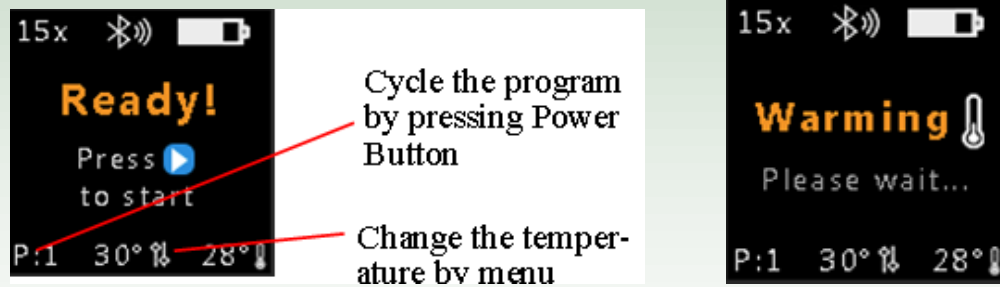 15x
Ready!
Press
to start
P:1 30° 28°
Cycle the program
by pressing Power
Button
Change the temper-
ature by menu
15x
Warming
Please wait...
P:1 30° 28°